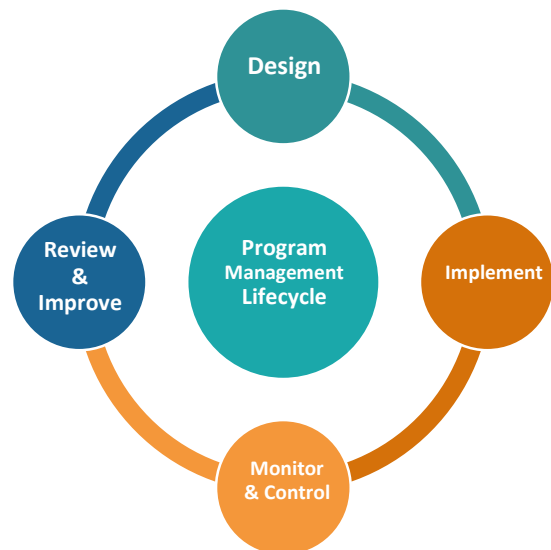 Design
Program
Management
Lifecycle
Review
&
Improve
Implement
Monitor
& Control